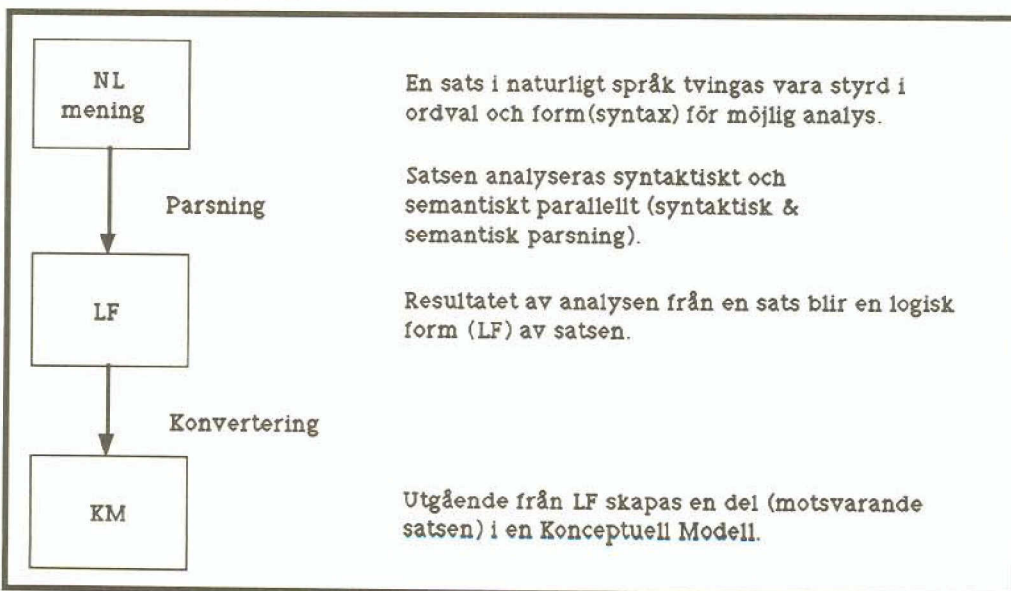 NL
mening
En sats i naturligt språk tvingas vara styrd i
ordval och form(syntax) för möjlig analys.
Parsning
Satsen analyseras syntaktiskt och
semantiskt parallellt (syntaktisk &
semantisk parsning).
LF
Resultatet av analysen från en sats blir en logisk
form (LF) av satsen.
Konvertering
KM
Utgående från LF skapas en del (motsvarande
satsen) i en Konceptuell Modell.